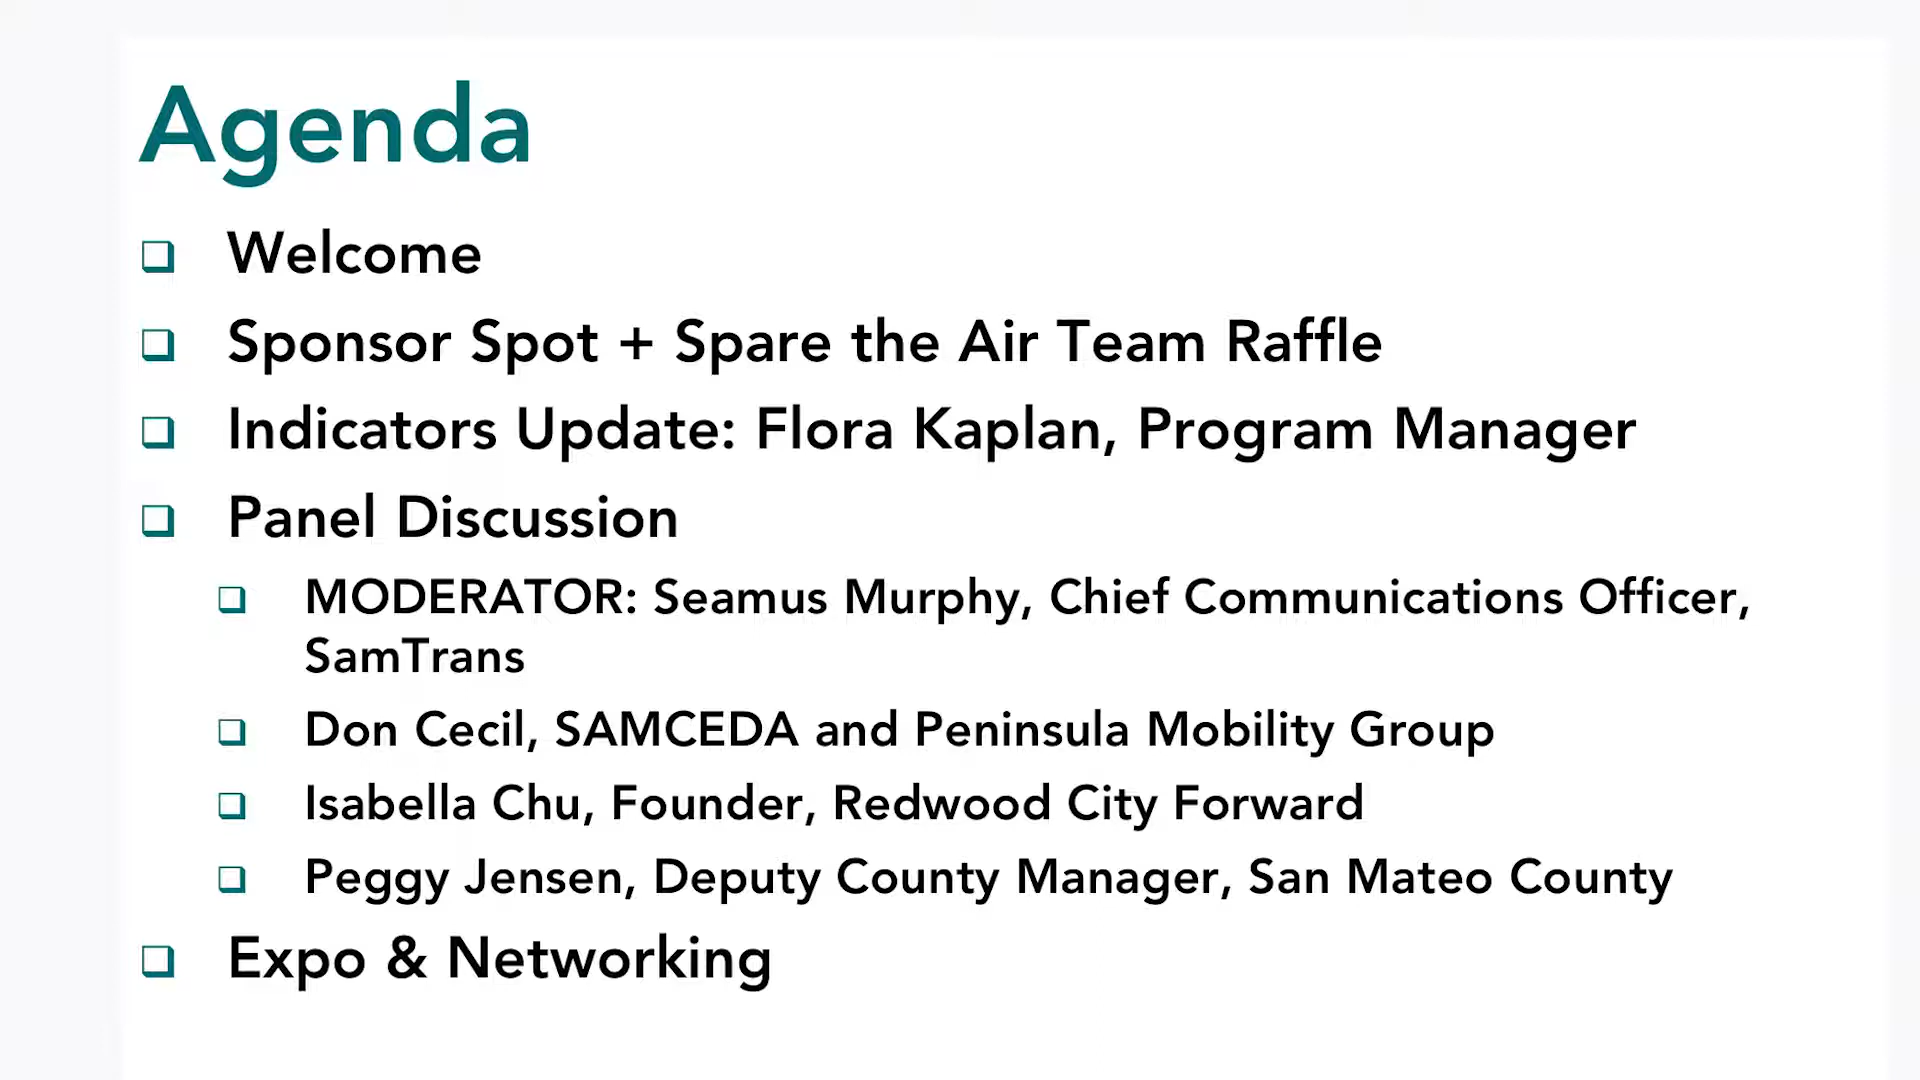 Agenda
Welcome
Sponsor Spot + Spare the Air Team Raffle
Indicators Update: Flora Kaplan, Program Manager
Panel Discussion
MODERATOR: Seamus Murphy, Chief Communications Officer,
SamTrans
Don Cecil, SAMCEDA and Peninsula Mobility Group
Isabella Chu, Founder, Redwood City Forward
Peggy Jensen, Deputy County Manager, San Mateo County
Expo & Networking